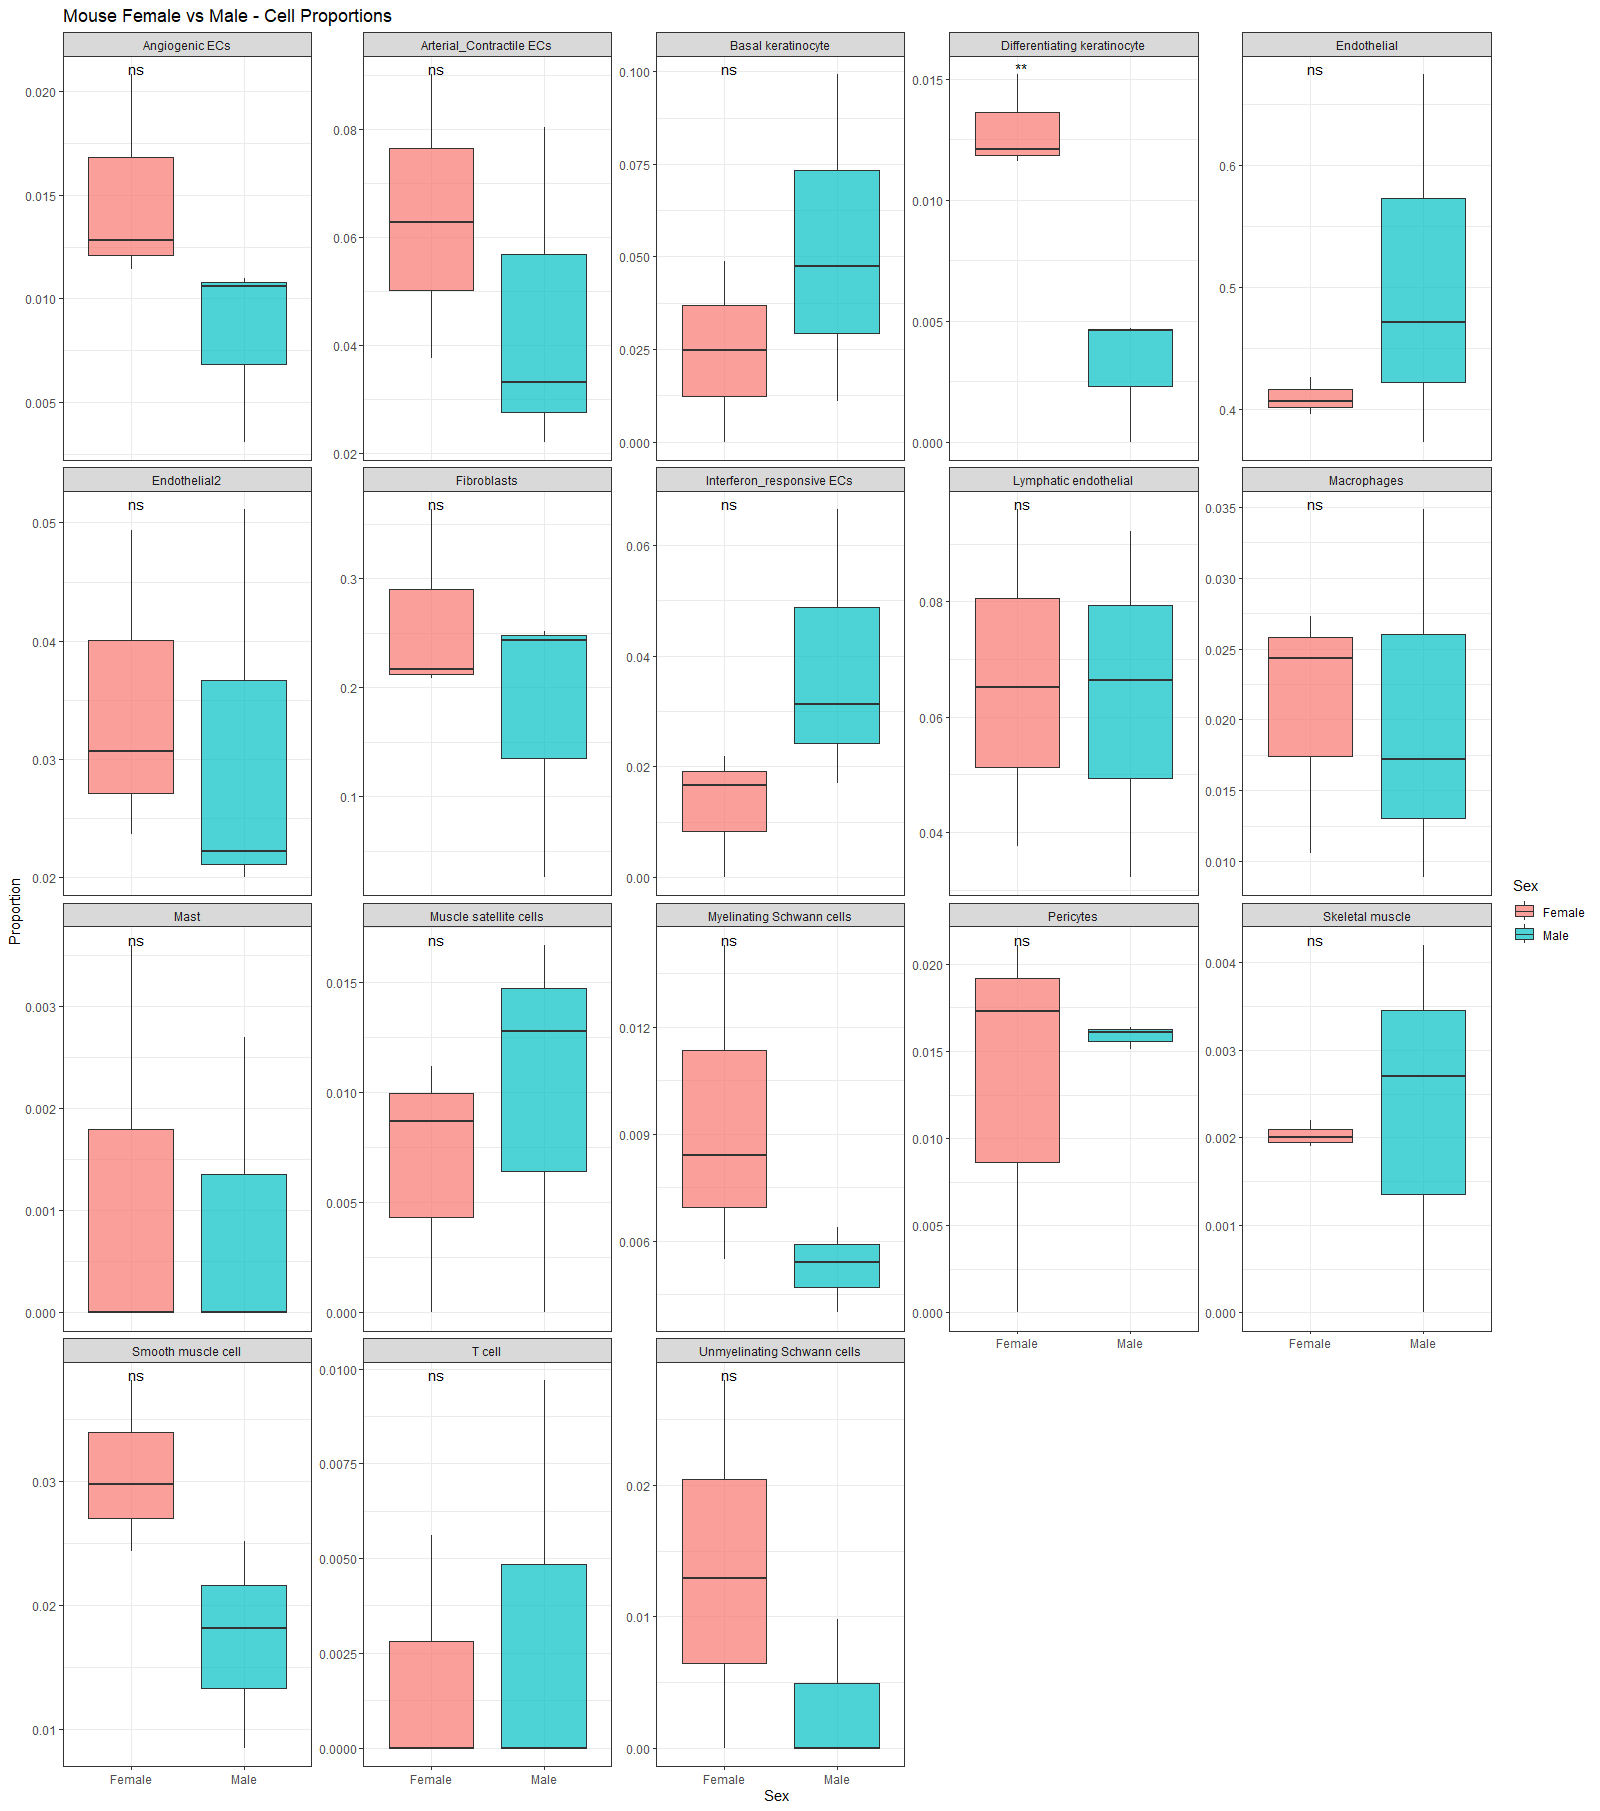 Mouse Female vs Male - Cell Proportions
Angiogenic ECs
Arterial_Contractile ECs
Basal keratinocyte
Differentiating keratinocyte
Endothelial
ns
ns
ns
**
ns
0.020
0.015
0.010
0.005
0.08
0.06
0.04
0.02
0.100
0.075
0.050
0.025
0.000
0.015
0.010
0.005
0.000
0.6
0.5
0.4
Endothelial2
Fibroblasts
Interferon_responsive ECs
Lymphatic endothelial
Macrophages
ns
ns
ns
ns
ns
0.05
0.04
0.03
0.02
0.3
0.2
0.1
0.06
0.04
0.02
0.00
0.08
0.06
0.04
0.035
0.030
0.025
0.020
0.015
0.010
Mast
Muscle satellite cells
Myelinating Schwann cells
Pericytes
Skeletal muscle
ns
ns
ns
ns
ns
0.003
0.002
0.001
0.000
0.015
0.010
0.005
0.000
0.012
0.009
0.006
0.020
0.015
0.010
0.005
0.000
0.004
0.003
0.002
0.001
0.000
Female
Male
Female
Male
Smooth muscle cell
T cell
Unmyelinating Schwann cells
ns
ns
ns
0.03
0.02
0.01
0.0100
0.0075
0.0050
0.0025
0.0000
0.02
0.01
0.00
Female
Male
Female
Male
Female
Male
Sex
Proportion
Sex
Female
Male